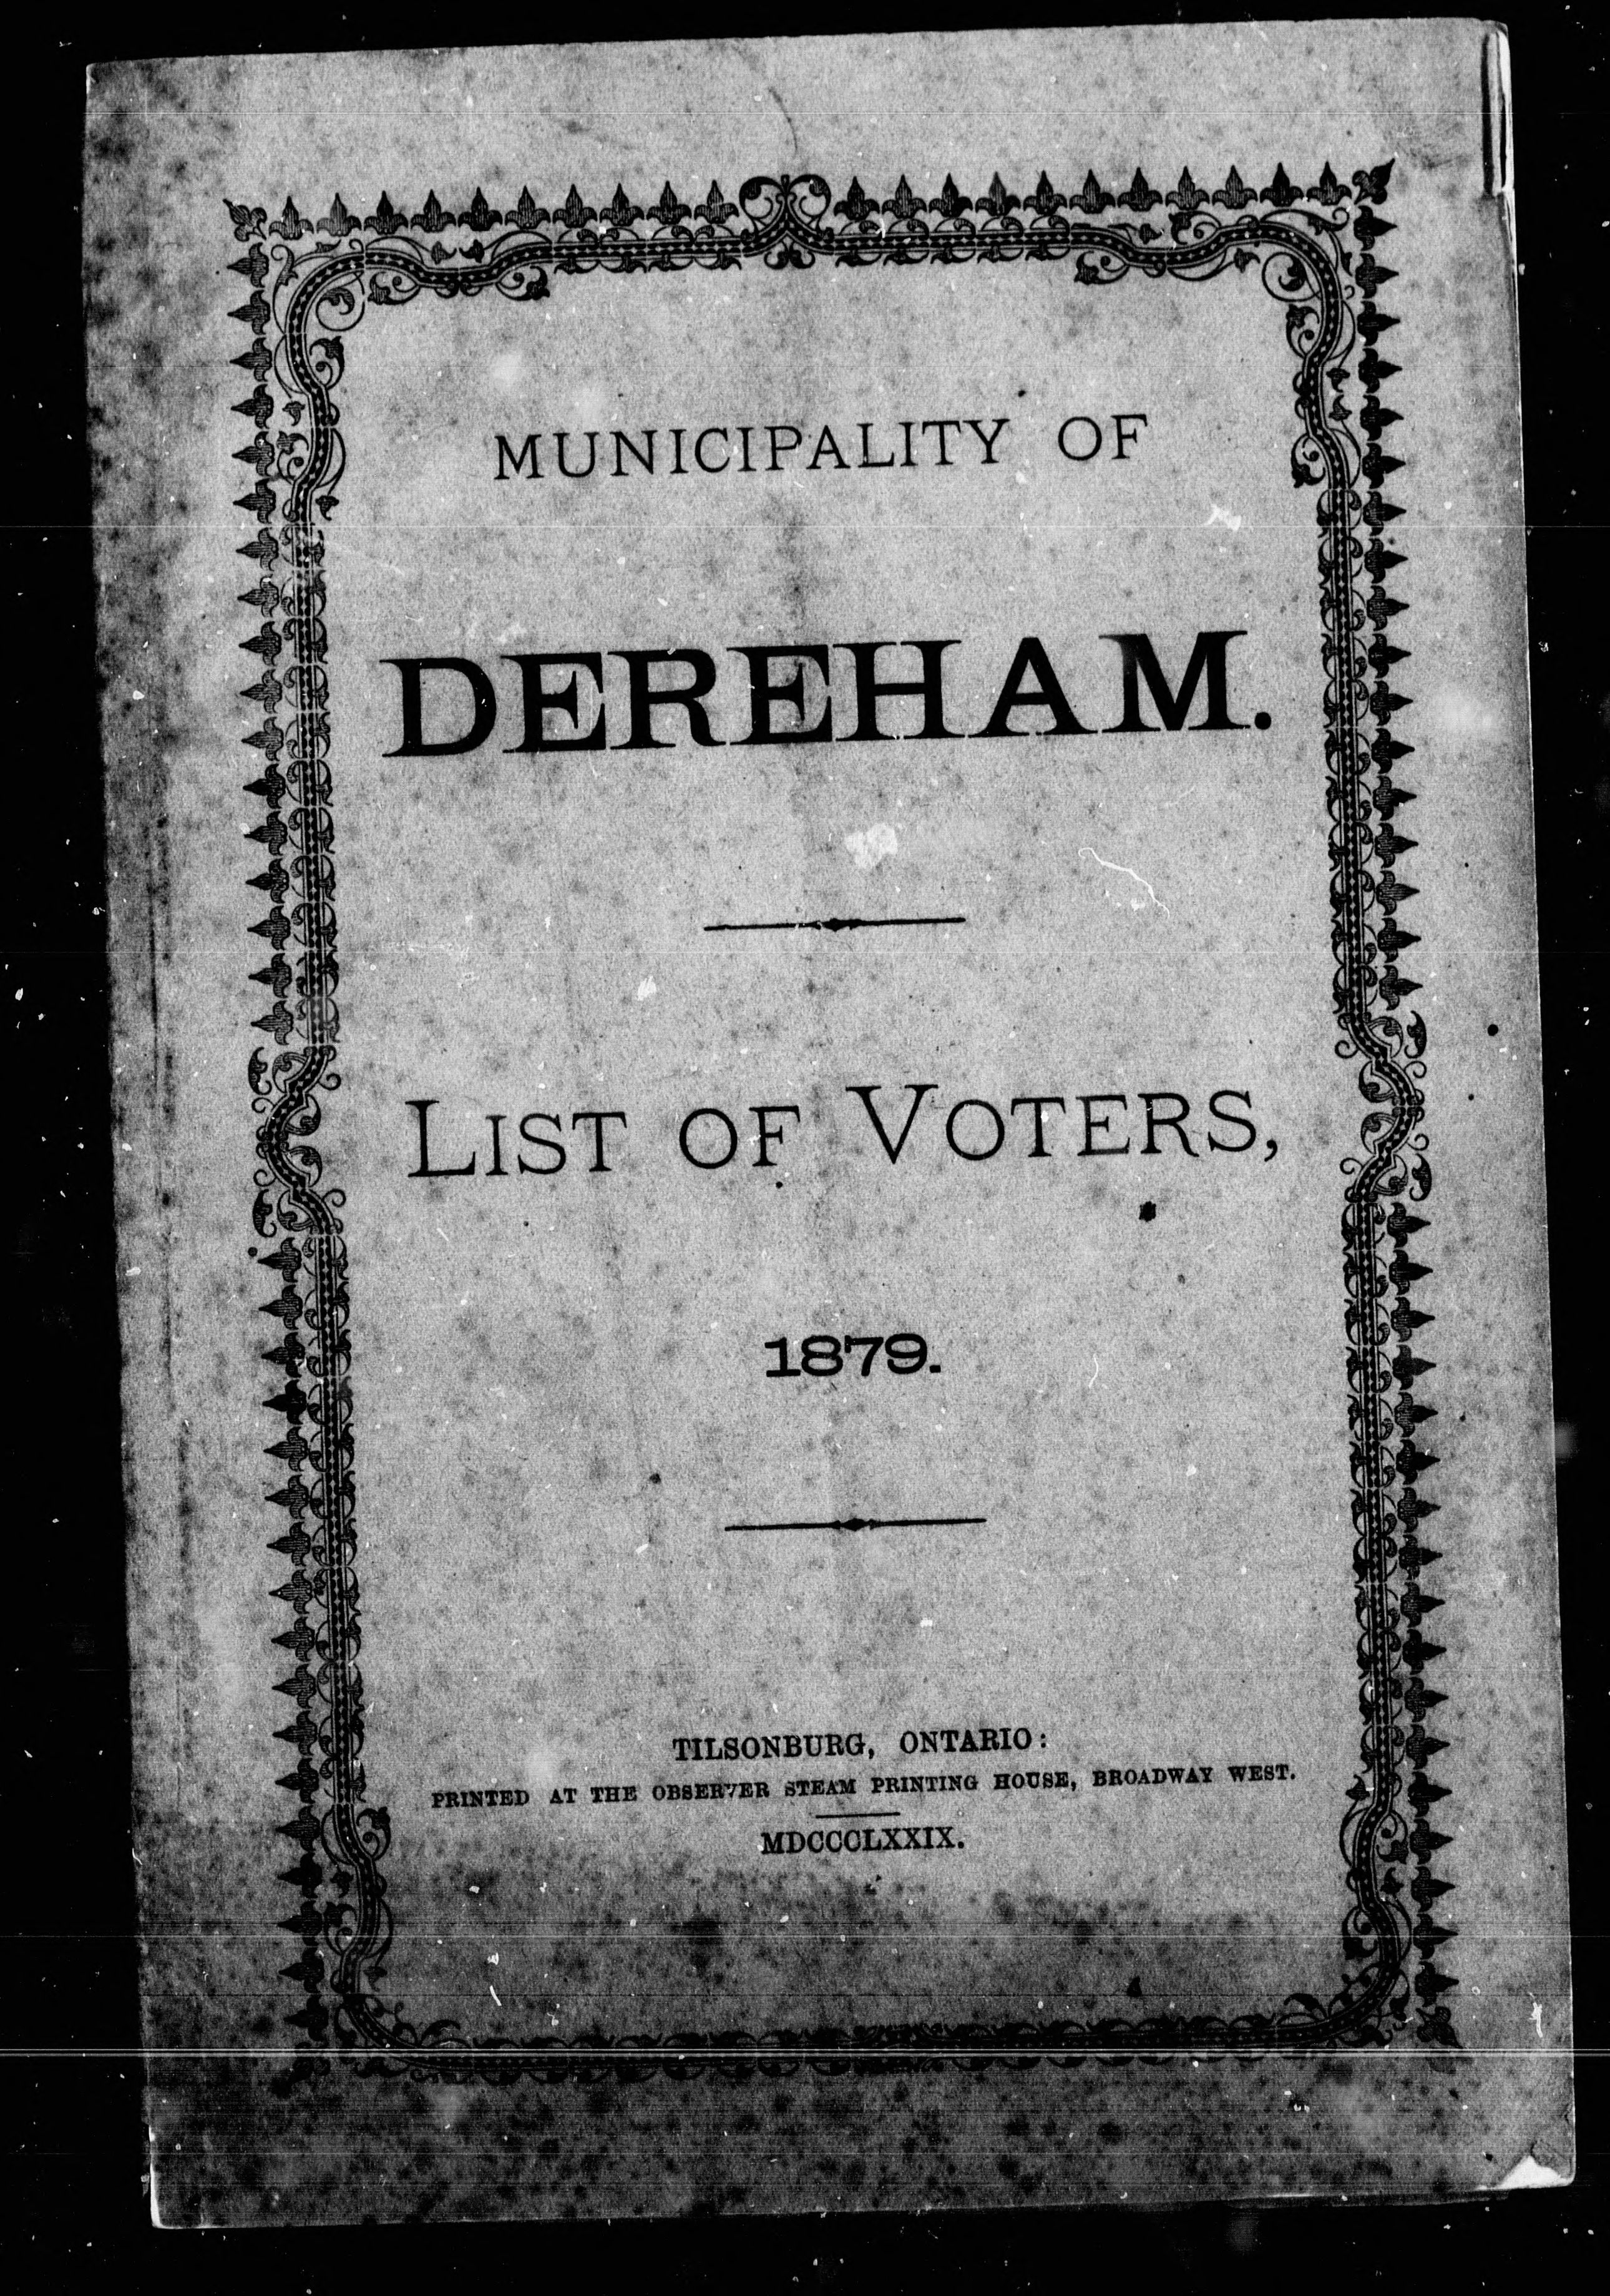 MUNICIPALITY OF
DEREHAM.
LIST OF VOTERS,
1879.
TILSONBURG, ONTARIO:
PRINTED AT THE OBSERVER STEAM PRINTING HOUSE, BROADWAY WEST.
MDCCCLXXIX.